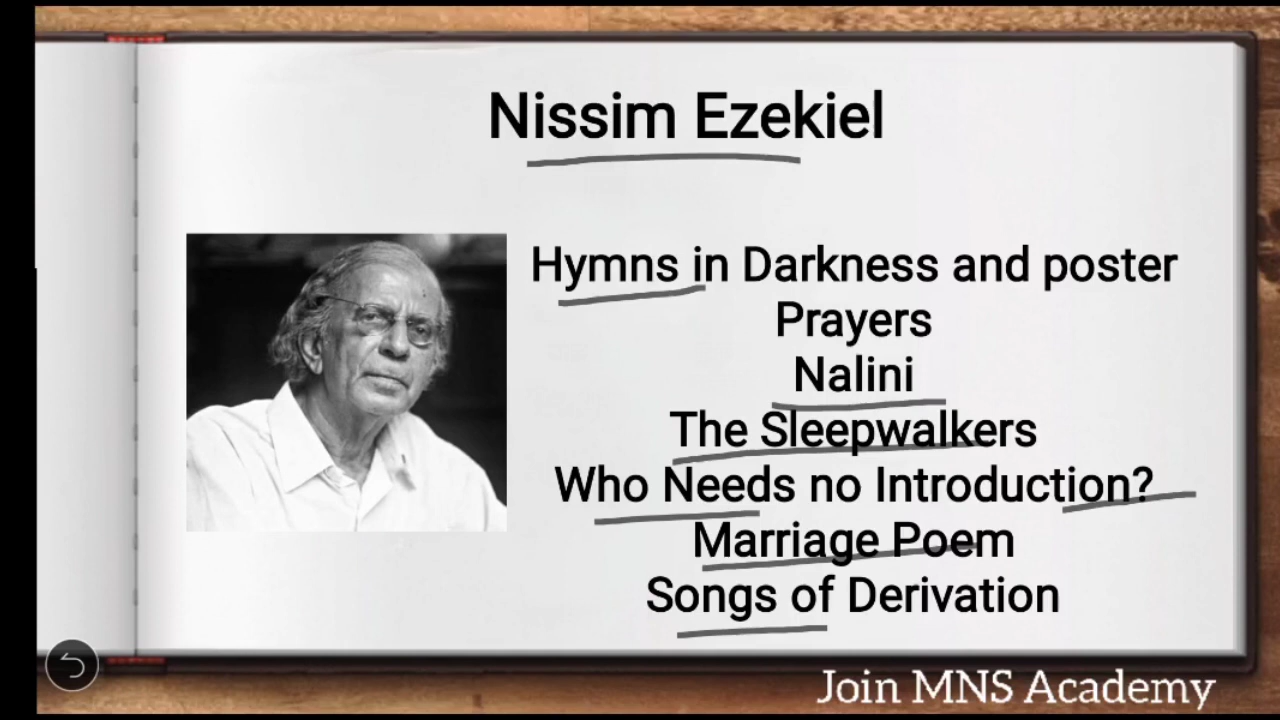 Nissim Ezekiel
Hymns in Darkness and poster
Prayers
Nalini
The Sleepwalkers
Who Needs no Introduction?
Marriage Poem
Songs of Derivation
Join MNS Academy